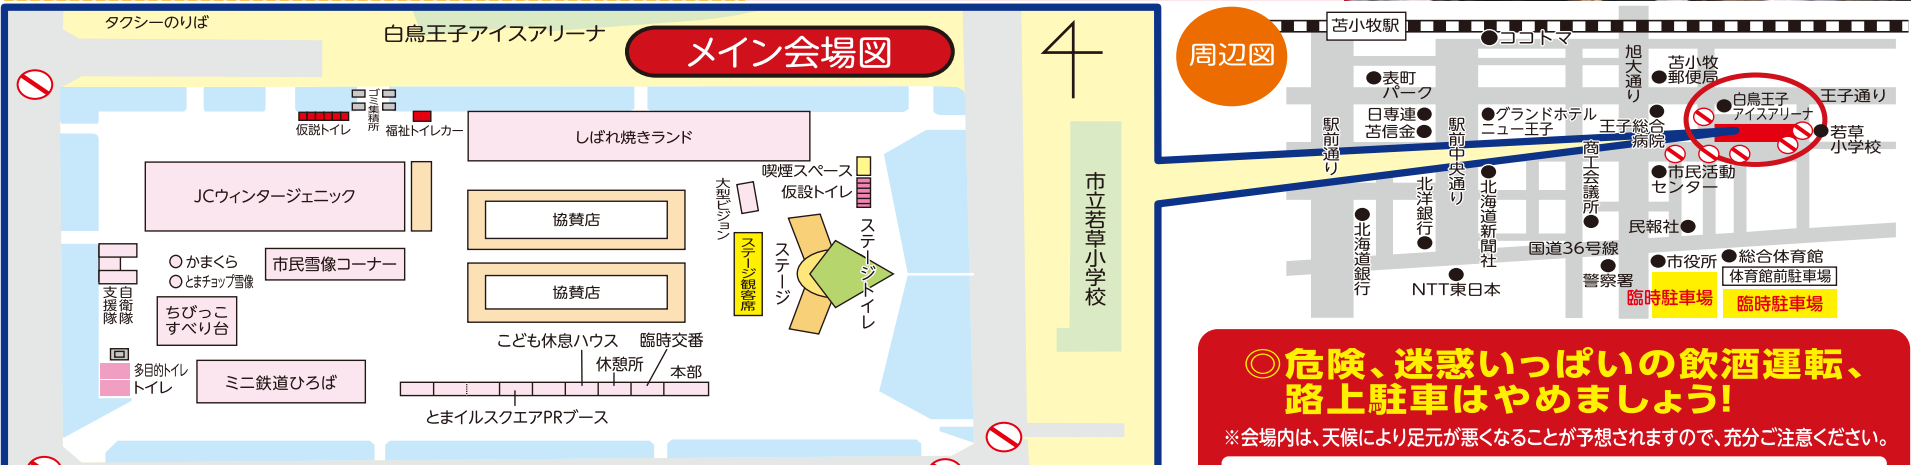 タクシーのりば
白鳥王子アイスアリーナ
メイン会場図
仮説トイレ
ゴミ集積所
福祉トイレカー
しばれ焼きランド
喫煙スペース
仮設トイレ
JCウィンタージェニック
大型ビジョン
協賛店
協賛店
ステージ観客席
ステージ
ステージトイレ
かまくら
とまチョップ雪像
市民雪像コーナー
自衛隊
支援隊
ちびっこ
すべり台
多目的トイレ
トイレ
ミニ鉄道ひろば
こども休息ハウス
臨時交番
休憩所
本部
とまイルスクエアPRブース
市立若草小学校
周辺図
苫小牧駅
ココトマ
旭大通り
苫小牧
郵便局
表町
パーク
白鳥王子
アイスアリーナ
王子通り
日専連
苫信金
グランドホテル
ニュー王子
王子総合
病院
若草
小学校
駅前通り
駅前中央通り
商工会議所
市民活動
センター
北洋銀行
北海道新聞社
北海道銀行
民報社
国道36号線
警察署
市役所
総合体育館
体育館前駐車場
NTT東日本
臨時駐車場
臨時駐車場
◎危険、迷惑いっぱいの飲酒運転、
路上駐車はやめましょう!
※会場内は、天候により足元が悪くなることが予想されますので、充分ご注意ください。